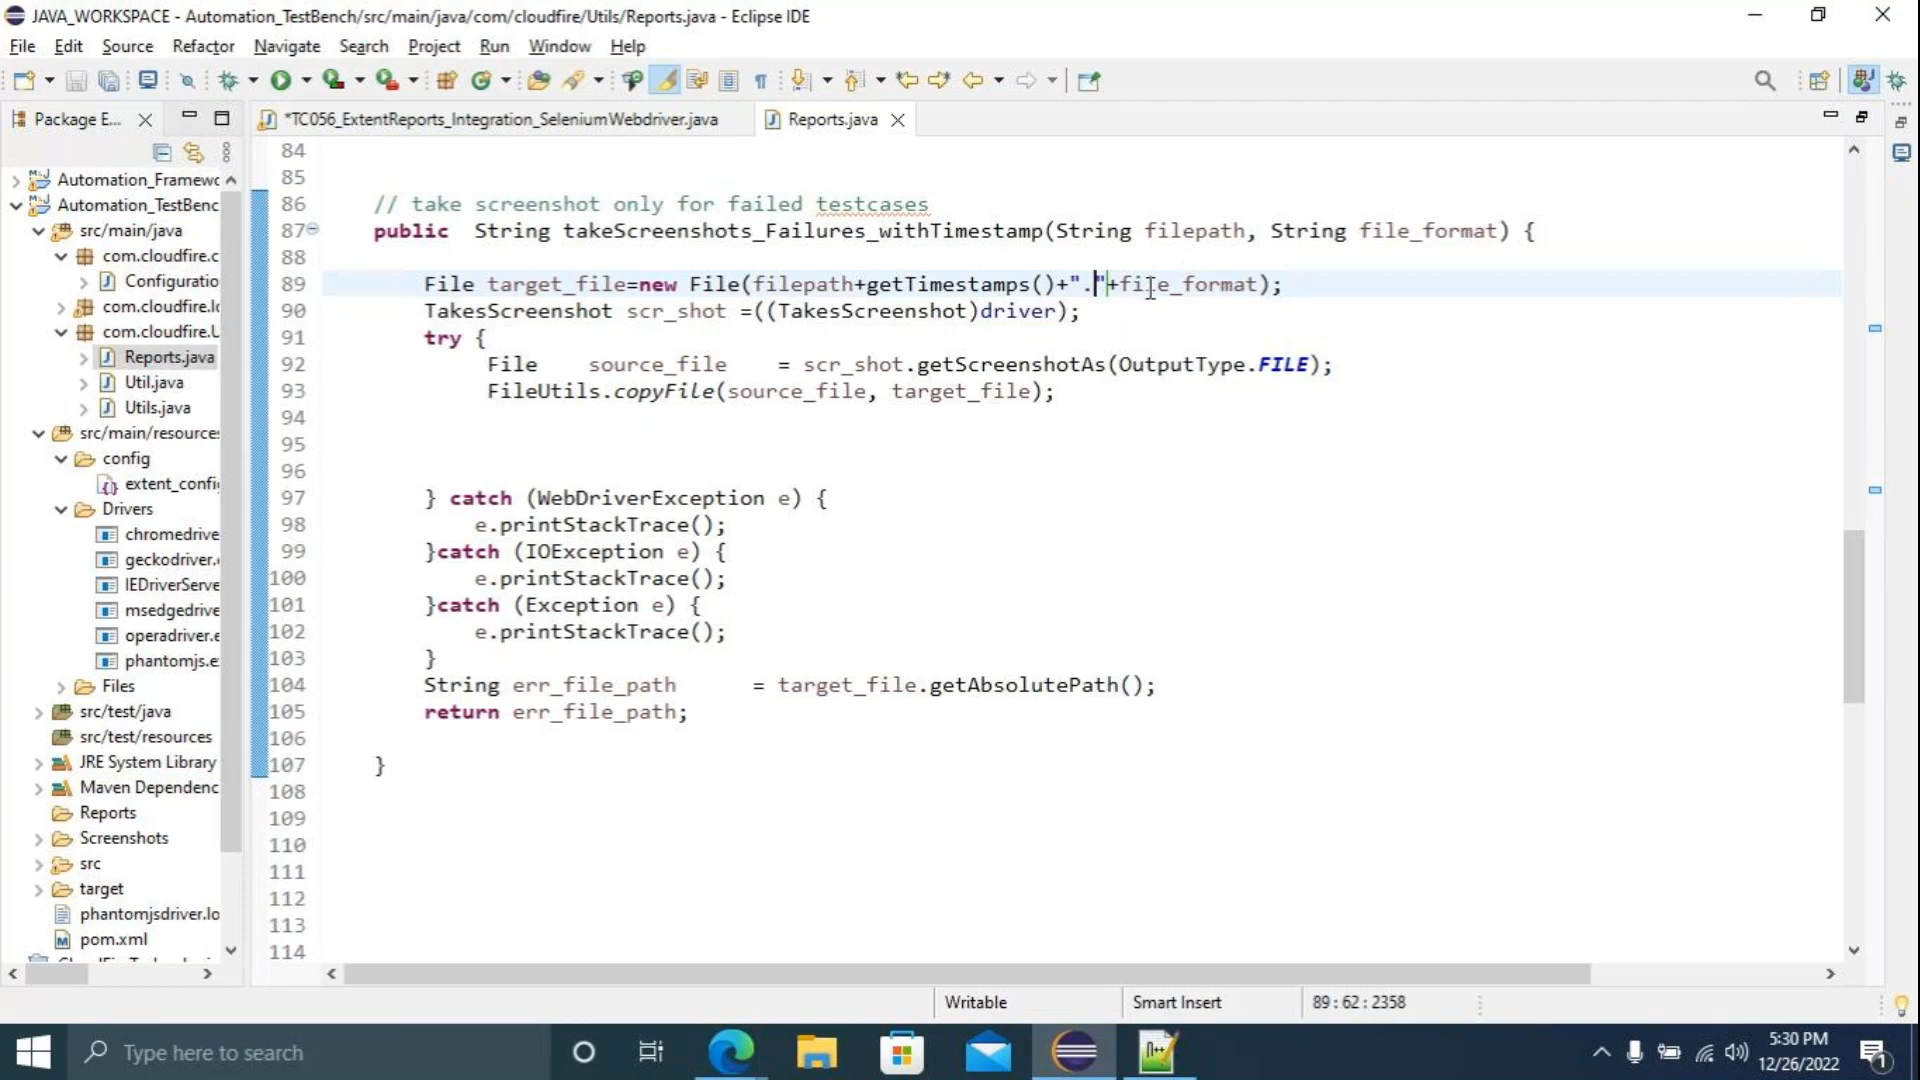 JAVA_WORKSPACE - Automation_TestBench/src/main/java/com/cloudfire/Utils/Reports.java - Eclipse IDE
File Edit Source Refactor Navigate Search Project Run Window Help
Package E...
*TC056_ExtentReports_Integration_SeleniumWebdriver.java
Reports.java
Automation_Framewo
Automation_TestBenc
src/main/java
com.cloudfire.c
Configuratio
com.cloudfire.lo
com.cloudfire.U
Reports.java
Util.java
Utils.java
src/main/resources
config
extent_config
Drivers
chromedrive
geckodriver.
IEDriverServe
msedgedrive
operadriver.e
phantomjs.e
Files
src/test/java
src/test/resources
JRE System Library
Maven Dependenc
Reports
Screenshots
src
target
phantomjsdriver.lo
pom.xml
84
85
86 // take screenshot only for failed testcases
87 public String takeScreenshots_Failures_withTimestamp(String filepath, String file_format) {
88
89 File target_file=new File(filepath+getTimestamps()+"."+file_format);
90 TakesScreenshot scr_shot =((TakesScreenshot)driver);
91 try {
92 File source_file = scr_shot.getScreenshotAs(OutputType.FILE);
93 FileUtils.copyFile(source_file, target_file);
94
95
96
97 } catch (WebDriverException e) {
98 e.printStackTrace();
99 }catch (IOException e) {
100 e.printStackTrace();
101 }catch (Exception e) {
102 e.printStackTrace();
103 }
104 String err_file_path = target_file.getAbsolutePath();
105 return err_file_path;
106
107 }
108
109
110
111
112
113
114
Writable Smart Insert 89:62:2358
Type here to search
5:30 PM
12/26/2022
1